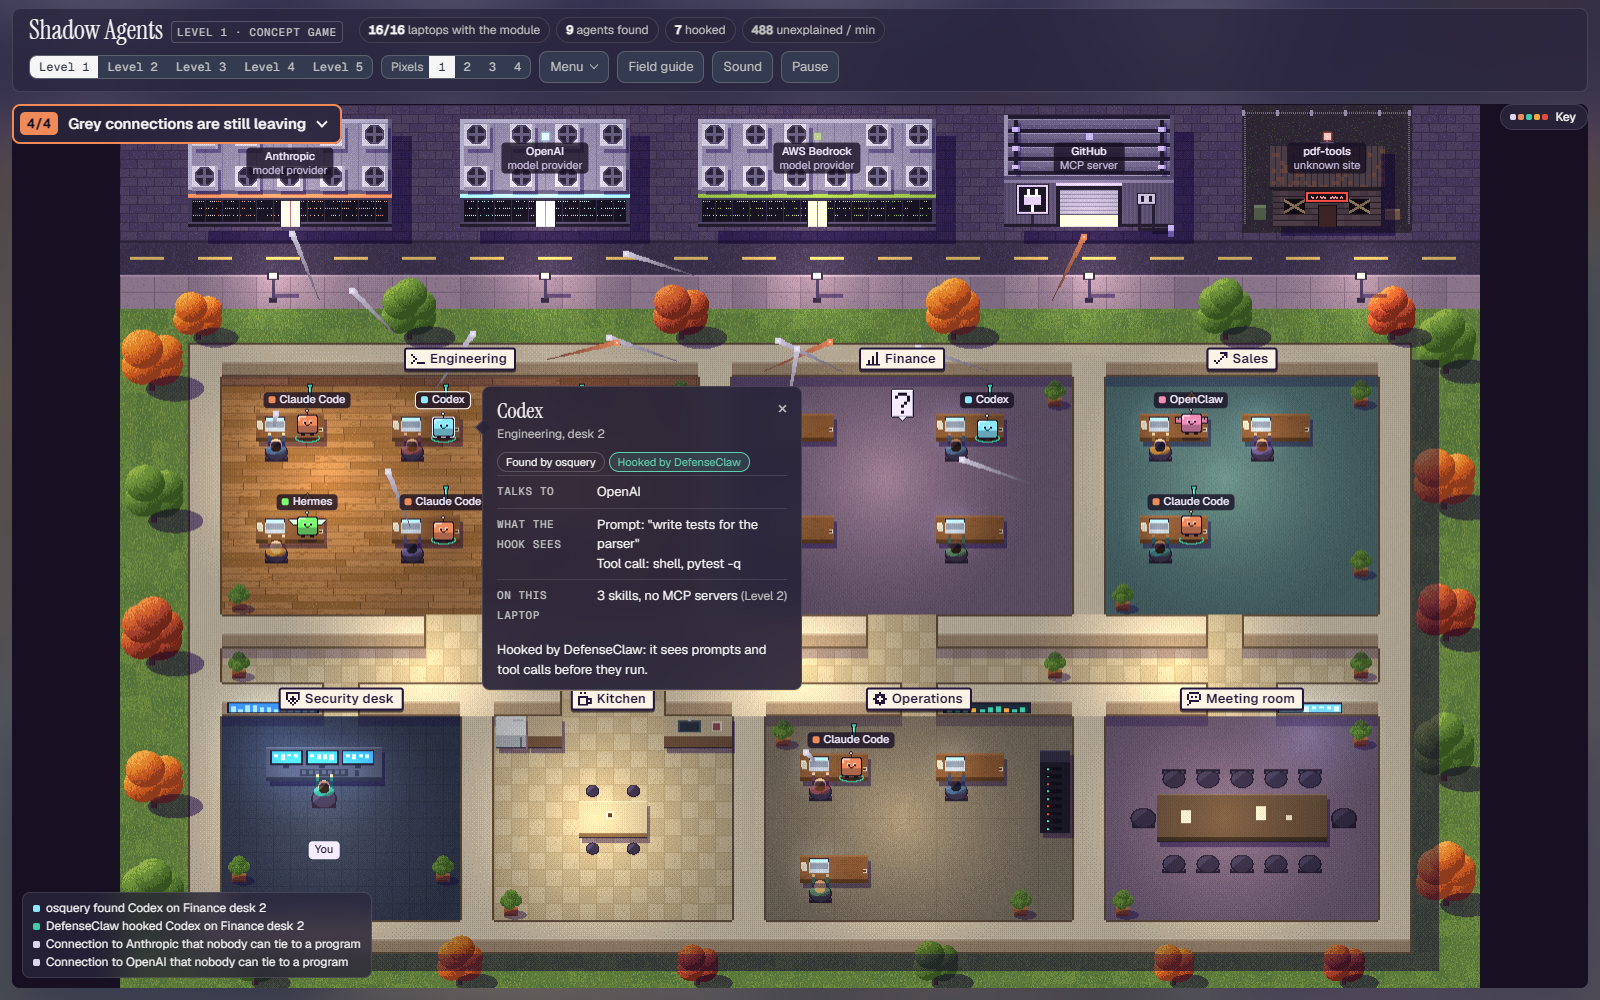 Shadow Agents
LEVEL 1 · CONCEPT GAME
16/16 laptops with the module
9 agents found
7 hooked
488 unexplained / min
Level 1
Level 2
Level 3
Level 4
Level 5
Pixels 1 2 3 4
Menu
Field guide
Sound
Pause
4/4 Grey connections are still leaving
Key
Anthropic
model provider
OpenAI
model provider
AWS Bedrock
model provider
GitHub
MCP server
pdf-tools
unknown site
Engineering
Finance
Sales
Claude Code
Codex
Hermes
Claude Code
Codex
Engineering, desk 2
Found by osquery
Hooked by DefenseClaw
TALKS TO
OpenAI
WHAT THE
HOOK SEES
Prompt: "write tests for the
parser"
Tool call: shell, pytest -q
ON THIS
LAPTOP
3 skills, no MCP servers (Level 2)
Hooked by DefenseClaw: it sees prompts and
tool calls before they run.
?
Codex
OpenClaw
Claude Code
Security desk
Kitchen
Operations
Meeting room
Claude Code
You
osquery found Codex on Finance desk 2
DefenseClaw hooked Codex on Finance desk 2
Connection to Anthropic that nobody can tie to a program
Connection to OpenAI that nobody can tie to a program